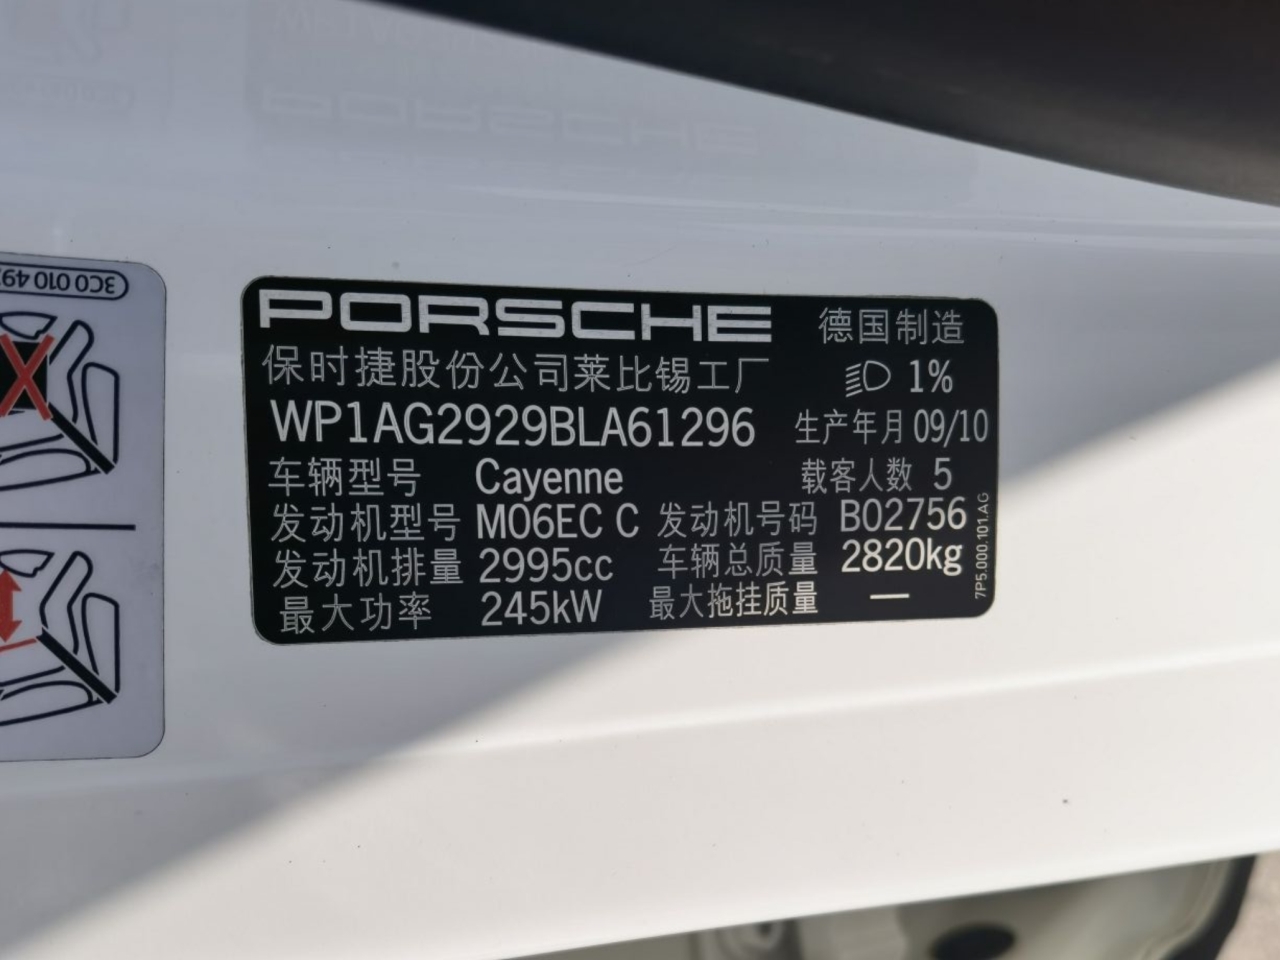 3C0 010 49
PORSCHE 德国制造
保时捷股份公司莱比锡工厂 1%
WP1AG2929BLA61296 生产年月 09/10
车辆型号 Cayenne 载客人数 5
发动机型号 M06EC C 发动机号码 B02756
发动机排量 2995cc 车辆总质量 2820kg
最大功率 245kW 最大拖挂质量 —
7P5.000.101.AG
PORSCHE